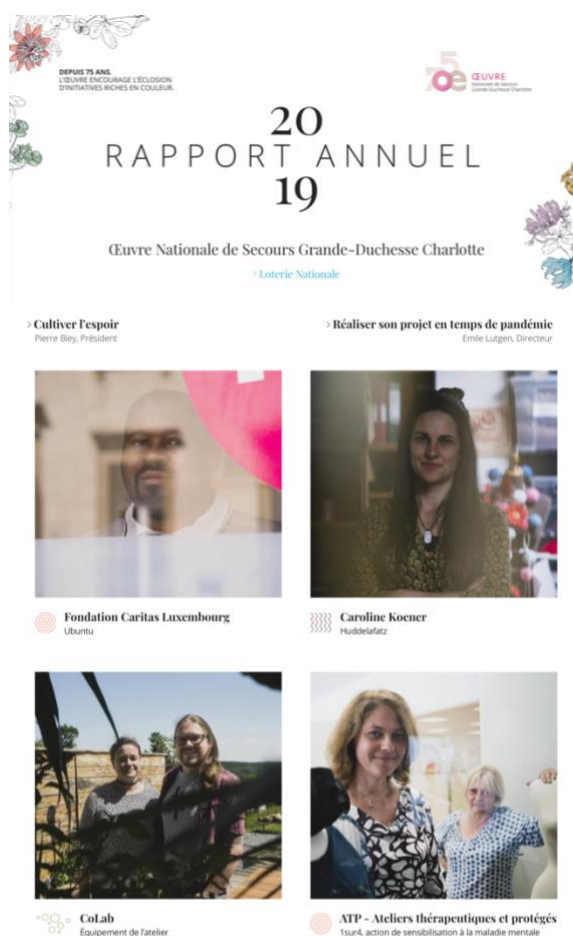 DEPUIS 75 ANS,
L'ŒUVRE ENCOURAGE L'ÉCLOSION
D'INITIATIVES RICHES EN COULEUR.
75
oe
ŒUVRE
Nationale de Secours
Grande-Duchesse Charlotte
20
RAPPORT ANNUEL
19
Œuvre Nationale de Secours Grande-Duchesse Charlotte
> Loterie Nationale
> Cultiver l'espoir
Pierre Bley, Président
> Réaliser son projet en temps de pandémie
Emile Lutgen, Directeur
Fondation Caritas Luxembourg
Ubuntu
Caroline Koener
Huddelafatz
CoLab
Équipement de l'atelier
ATP - Ateliers thérapeutiques et protégés
1sur4, action de sensibilisation à la maladie mentale